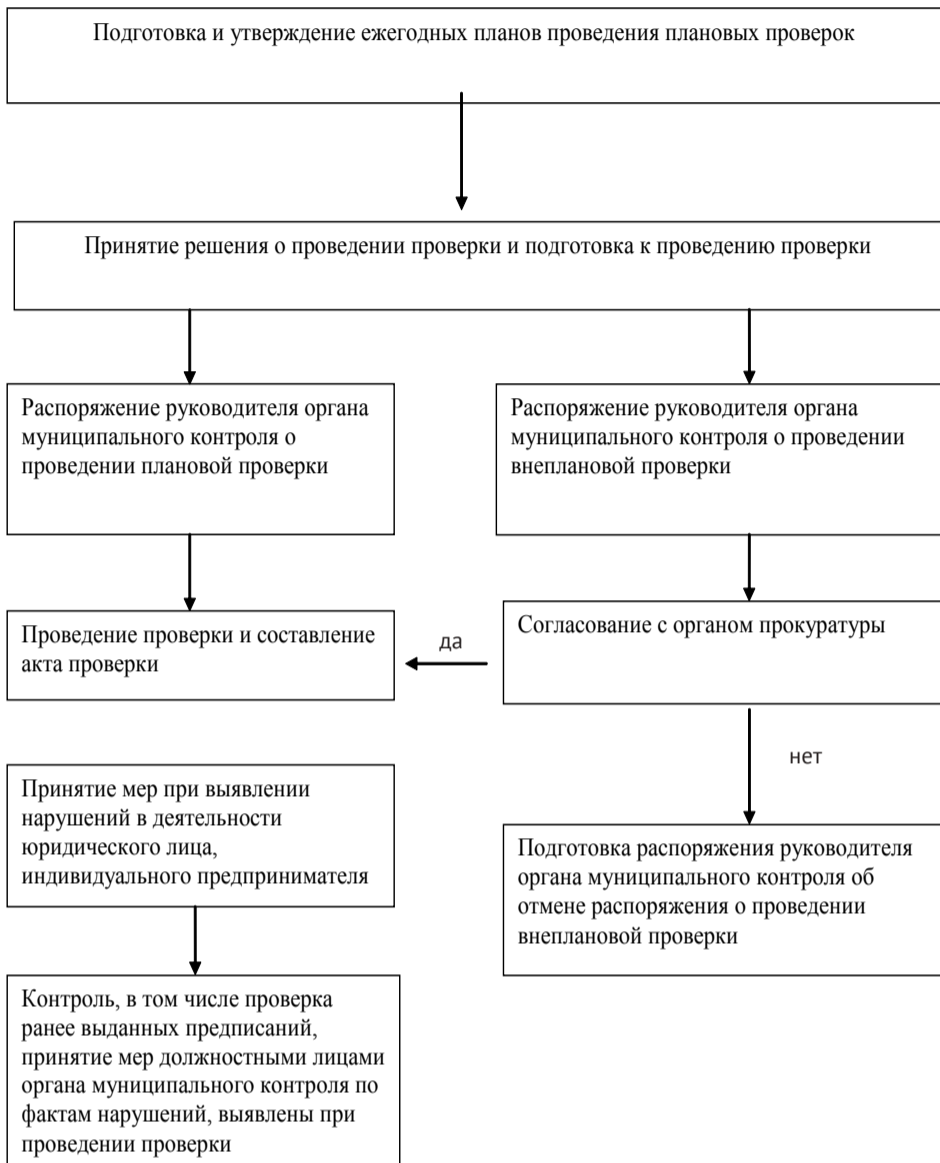 Подготовка и утверждение ежегодных планов проведения плановых проверок
Принятие решения о проведении проверки и подготовка к проведению проверки
Распоряжение руководителя органа
муниципального контроля о
проведении плановой проверки
Распоряжение руководителя органа
муниципального контроля о проведении
внеплановой проверки
Проведение проверки и составление
акта проверки
да
Согласование с органом прокуратуры
нет
Принятие мер при выявлении
нарушений в деятельности
юридического лица,
индивидуального предпринимателя
Подготовка распоряжения руководителя
органа муниципального контроля об
отмене распоряжения о проведении
внеплановой проверки
Контроль, в том числе проверка
ранее выданных предписаний,
принятие мер должностными лицами
органа муниципального контроля по
фактам нарушений, выявлены при
проведении проверки